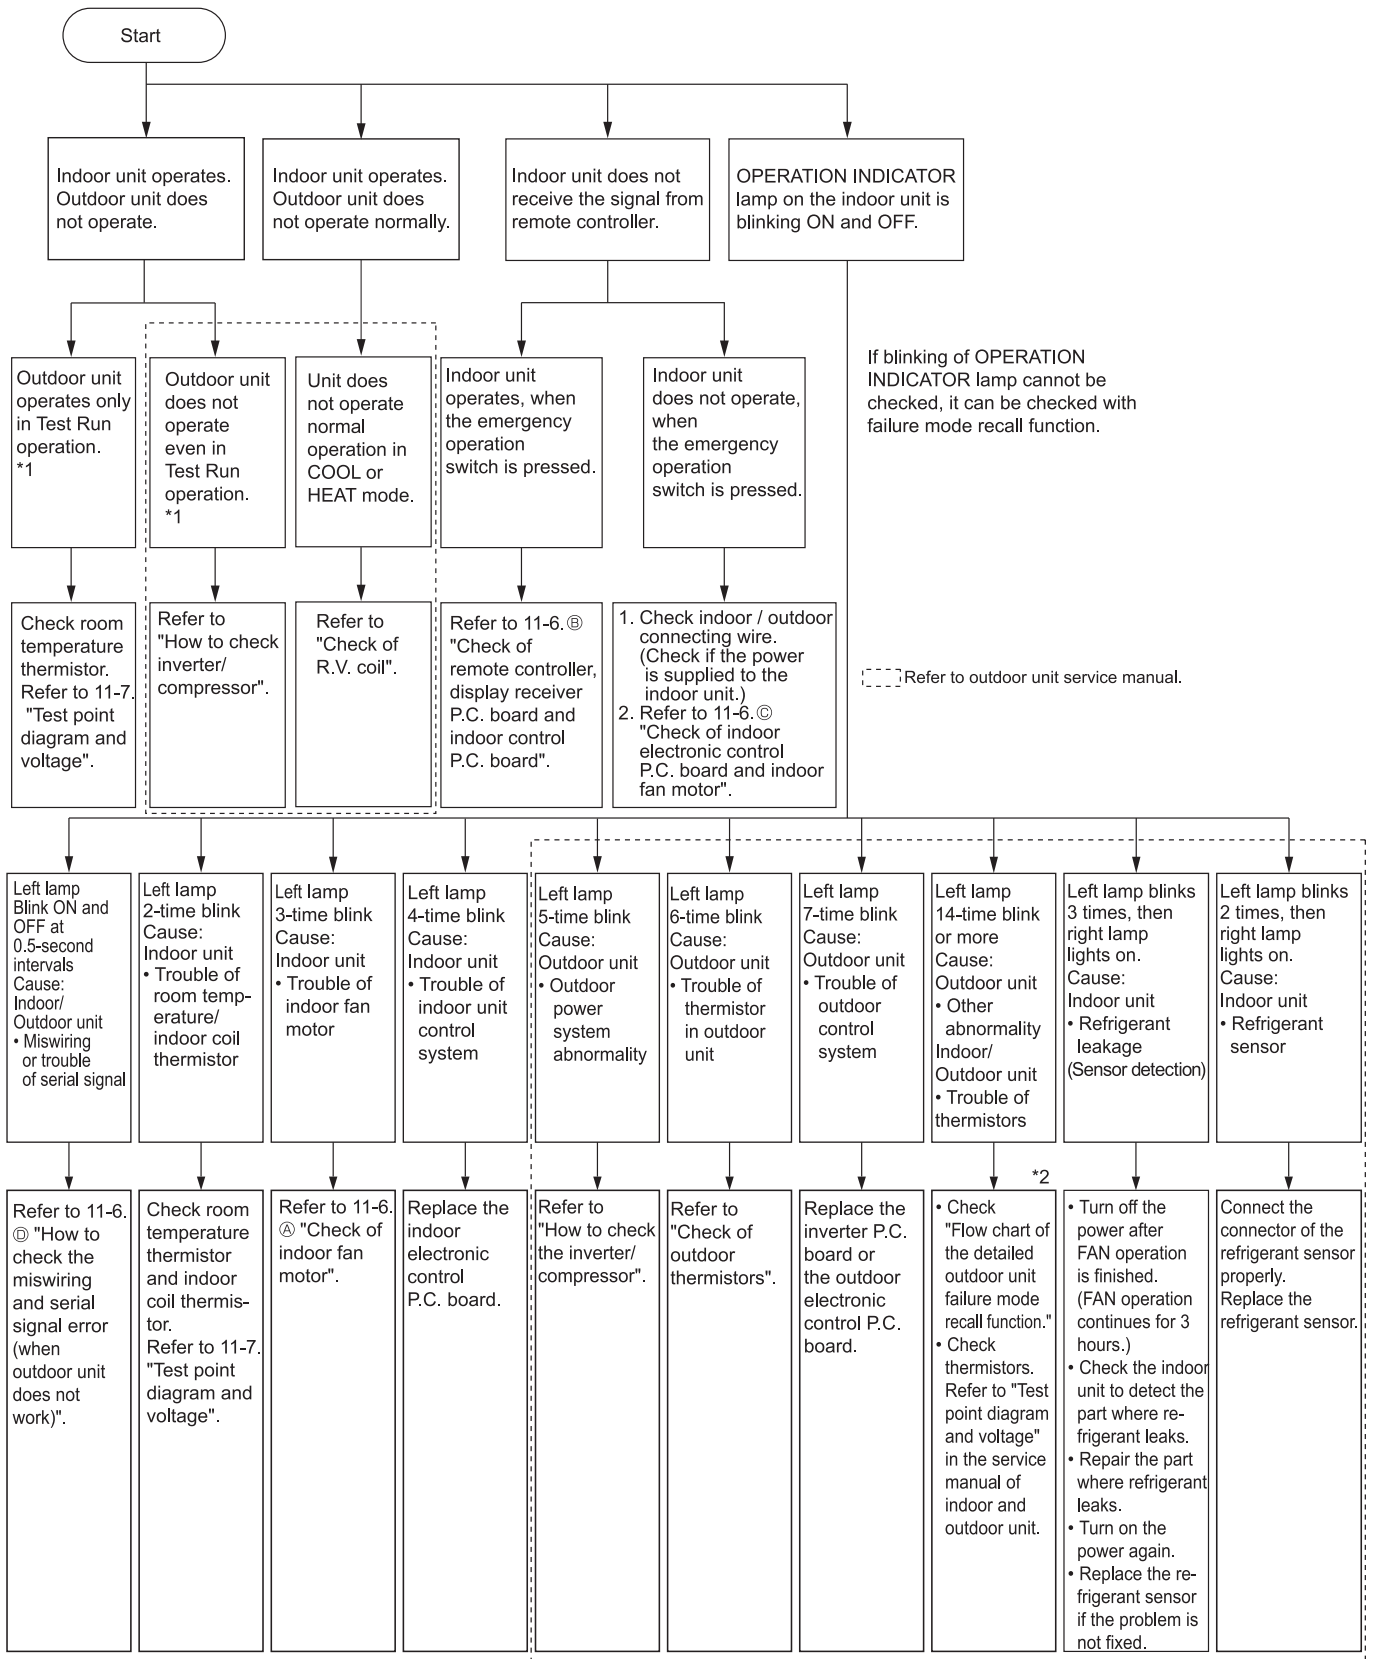 Start
Indoor unit operates.
Outdoor unit does
not operate.
Indoor unit operates.
Outdoor unit does
not operate normally.
Indoor unit does not
receive the signal from
remote controller.
OPERATION INDICATOR
lamp on the indoor unit is
blinking ON and OFF.
Outdoor unit
operates only
in Test Run
operation.
*1
Outdoor unit
does not
operate
even in
Test Run
operation.
*1
Unit does
not operate
normal
operation in
COOL or
HEAT mode.
Indoor unit
operates, when
the emergency
operation
switch is pressed.
Indoor unit
does not operate,
when
the emergency
operation
switch is pressed.
If blinking of OPERATION
INDICATOR lamp cannot be
checked, it can be checked with
failure mode recall function.
Check room
temperature
thermistor.
Refer to 11-7.
"Test point
diagram and
voltage".
Refer to
"How to check
inverter/
compressor".
Refer to
"Check of
R.V. coil".
Refer to 11-6. Ⓑ
"Check of
remote controller,
display receiver
P.C. board and
indoor control
P.C. board".
1. Check indoor / outdoor
connecting wire.
(Check if the power
is supplied to the
indoor unit.)
2. Refer to 11-6. Ⓒ
"Check of indoor
electronic control
P.C. board and indoor
fan motor".
Refer to outdoor unit service manual.
Left lamp
Blink ON and
OFF at
0.5-second
intervals
Cause:
Indoor/
Outdoor unit
• Miswiring
or trouble
of serial signal
Left lamp
2-time blink
Cause:
Indoor unit
• Trouble of
room temp-
erature/
indoor coil
thermistor
Left lamp
3-time blink
Cause:
Indoor unit
• Trouble of
indoor fan
motor
Left lamp
4-time blink
Cause:
Indoor unit
• Trouble of
indoor unit
control
system
Left lamp
5-time blink
Cause:
Outdoor unit
• Outdoor
power
system
abnormality
Left lamp
6-time blink
Cause:
Outdoor unit
• Trouble of
thermistor
in outdoor
unit
Left lamp
7-time blink
Cause:
Outdoor unit
• Trouble of
outdoor
control
system
Left lamp
14-time blink
or more
Cause:
Outdoor unit
• Other
abnormality
Indoor/
Outdoor unit
• Trouble of
thermistors
Left lamp blinks
3 times, then
right lamp
lights on.
Cause:
Indoor unit
• Refrigerant
leakage
(Sensor detection)
Left lamp blinks
2 times, then
right lamp
lights on.
Cause:
Indoor unit
• Refrigerant
sensor
*2
Refer to 11-6.
Ⓓ "How to
check the
miswiring
and serial
signal error
(when
outdoor unit
does not
work)".
Check room
temperature
thermistor
and indoor
coil thermis-
tor.
Refer to 11-7.
"Test point
diagram and
voltage".
Refer to 11-6.
Ⓐ "Check of
indoor fan
motor".
Replace the
indoor
electronic
control
P.C. board.
Refer to
"How to check
the inverter/
compressor".
Refer to
"Check of
outdoor
thermistors".
Replace the
inverter P.C.
board or
the outdoor
electronic
control P.C.
board.
• Check
"Flow chart of
the detailed
outdoor unit
failure mode
recall function."
• Check
thermistors.
Refer to "Test
point diagram
and voltage"
in the service
manual of
indoor and
outdoor unit.
• Turn off the
power after
FAN operation
is finished.
(FAN operation
continues for 3
hours.)
• Check the indoor
unit to detect the
part where re-
frigerant leaks.
• Repair the part
where refrigerant
leaks.
• Turn on the
power again.
• Replace the re-
frigerant sensor
if the problem is
not fixed.
Connect the
connector of the
refrigerant sensor
properly.
Replace the
refrigerant sensor.